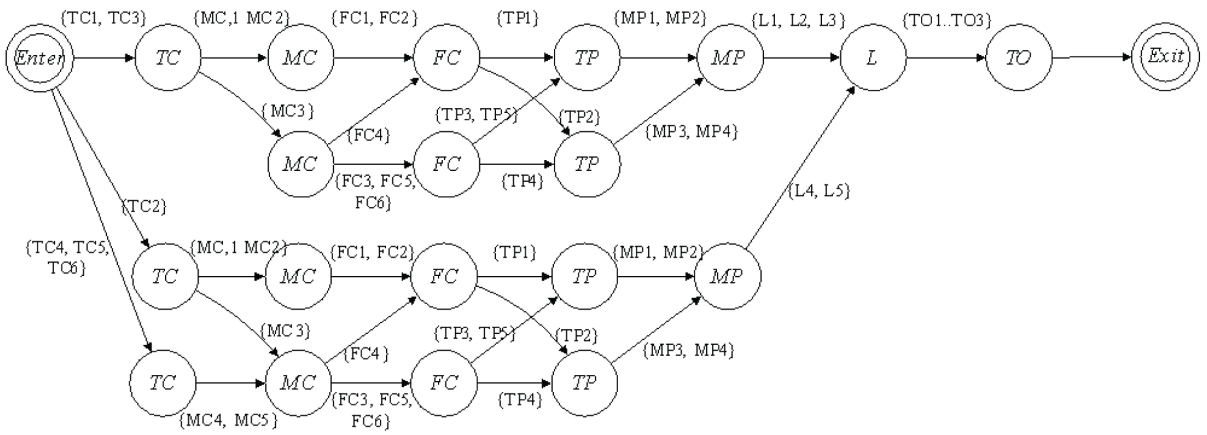 {TC1, TC3} {MC,1 MC2} {FC1, FC2} {TP1} {MP1, MP2} {L1, L2, L3} {TO1..TO3}
Enter TC MC FC TP MP L TO Exit
{MC3} {FC4} {TP3, TP5} {TP2} {MP3, MP4}
MC FC TP
{FC3, FC5,
FC6}
{TP4}
{L4, L5}
{TC2}
{TC4, TC5,
TC6}
{MC,1 MC2} {FC1, FC2} {TP1} {MP1, MP2}
TC MC FC TP MP
{MC3} {FC4} {TP3, TP5} {TP2} {MP3, MP4}
TC MC FC TP
{MC4, MC5}
{FC3, FC5,
FC6}
{TP4}